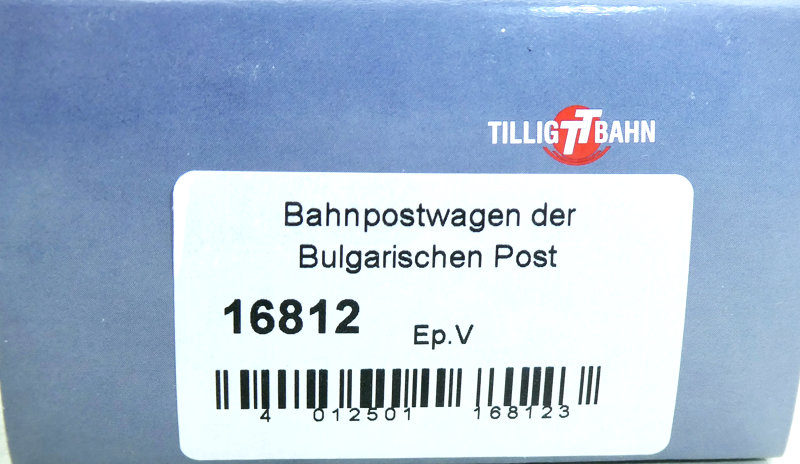 TILLIG TT BAHN
Bahnpostwagen der
Bulgarischen Post
16812
Ep.V
4 012501 168123